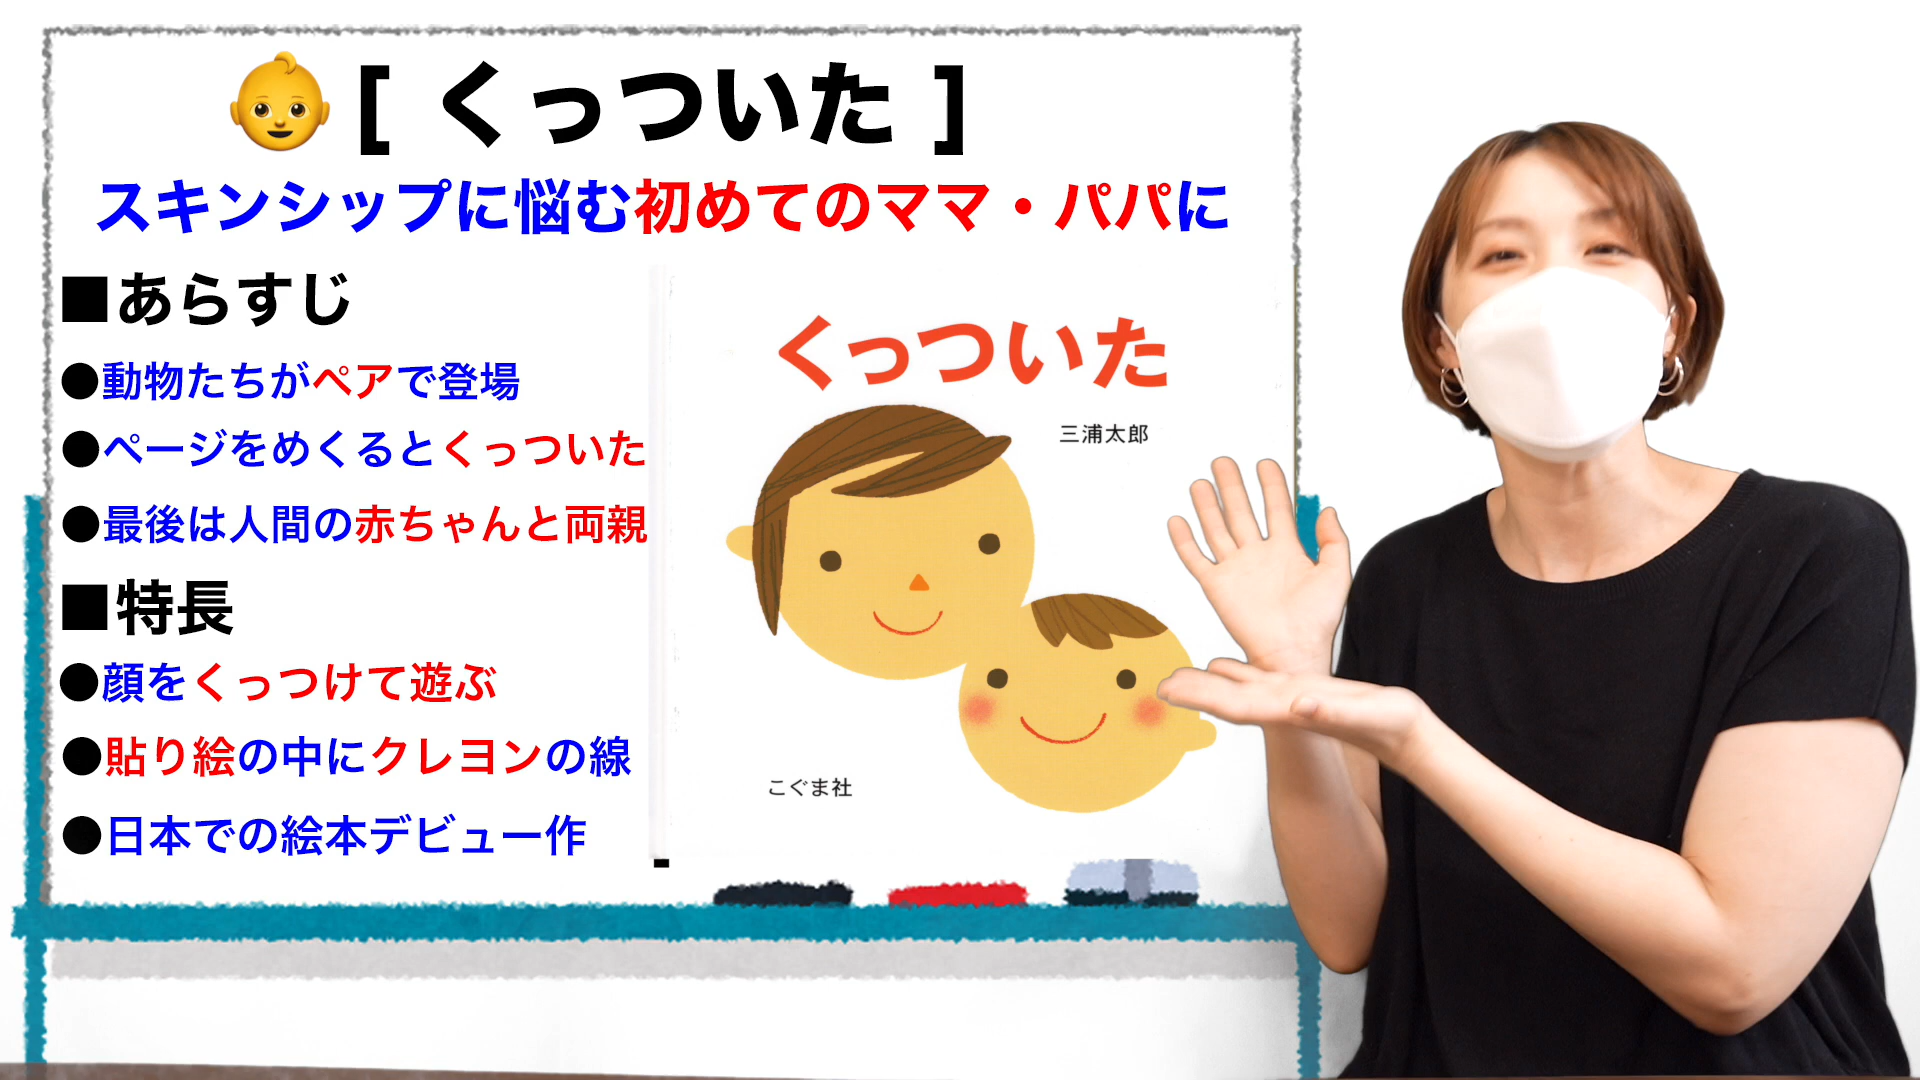 [ くっついた ]
スキンシップに悩む初めてのママ・パパに
■あらすじ
●動物たちがペアで登場
●ページをめくるとくっついた
●最後は人間の赤ちゃんと両親
■特長
●顔をくっつけて遊ぶ
●貼り絵の中にクレヨンの線
●日本での絵本デビュー作
くっついた
三浦太郎
こぐま社